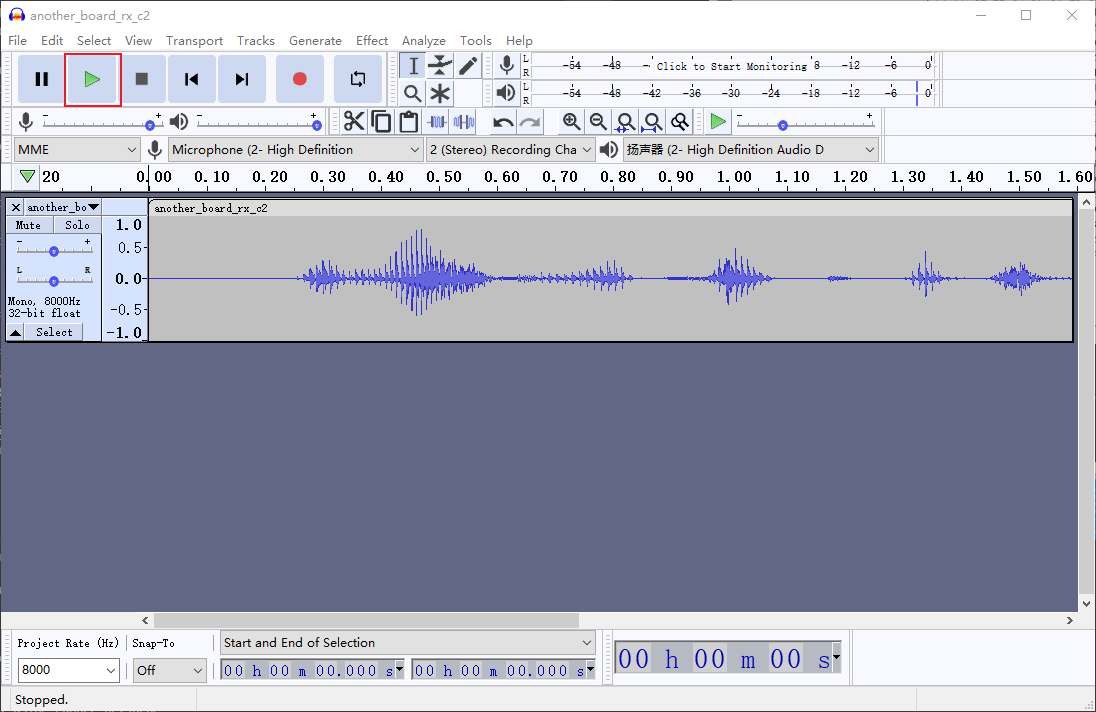 another_board_rx_c2
File Edit Select View Transport Tracks Generate Effect Analyze Tools Help
L R -54 -48 - Click to Start Monitoring 8 -12 -6 0
L R -54 -48 -42 -36 -30 -24 -18 -12 -6 0
- + - + - +
MME Microphone (2- High Definition 2 (Stereo) Recording Cha 扬声器 (2- High Definition Audio D
20 0.00 0.10 0.20 0.30 0.40 0.50 0.60 0.70 0.80 0.90 1.00 1.10 1.20 1.30 1.40 1.50 1.60
another_bo another_board_rx_c2
Mute Solo 1.0
- + 0.5
L R 0.0
Mono, 8000Hz
32-bit float -0.5
Select -1.0
Project Rate (Hz) Snap-To Start and End of Selection
8000 Off 00 h 00 m 00.000 s 00 h 00 m 00.000 s 00 h 00 m 00 s
Stopped.